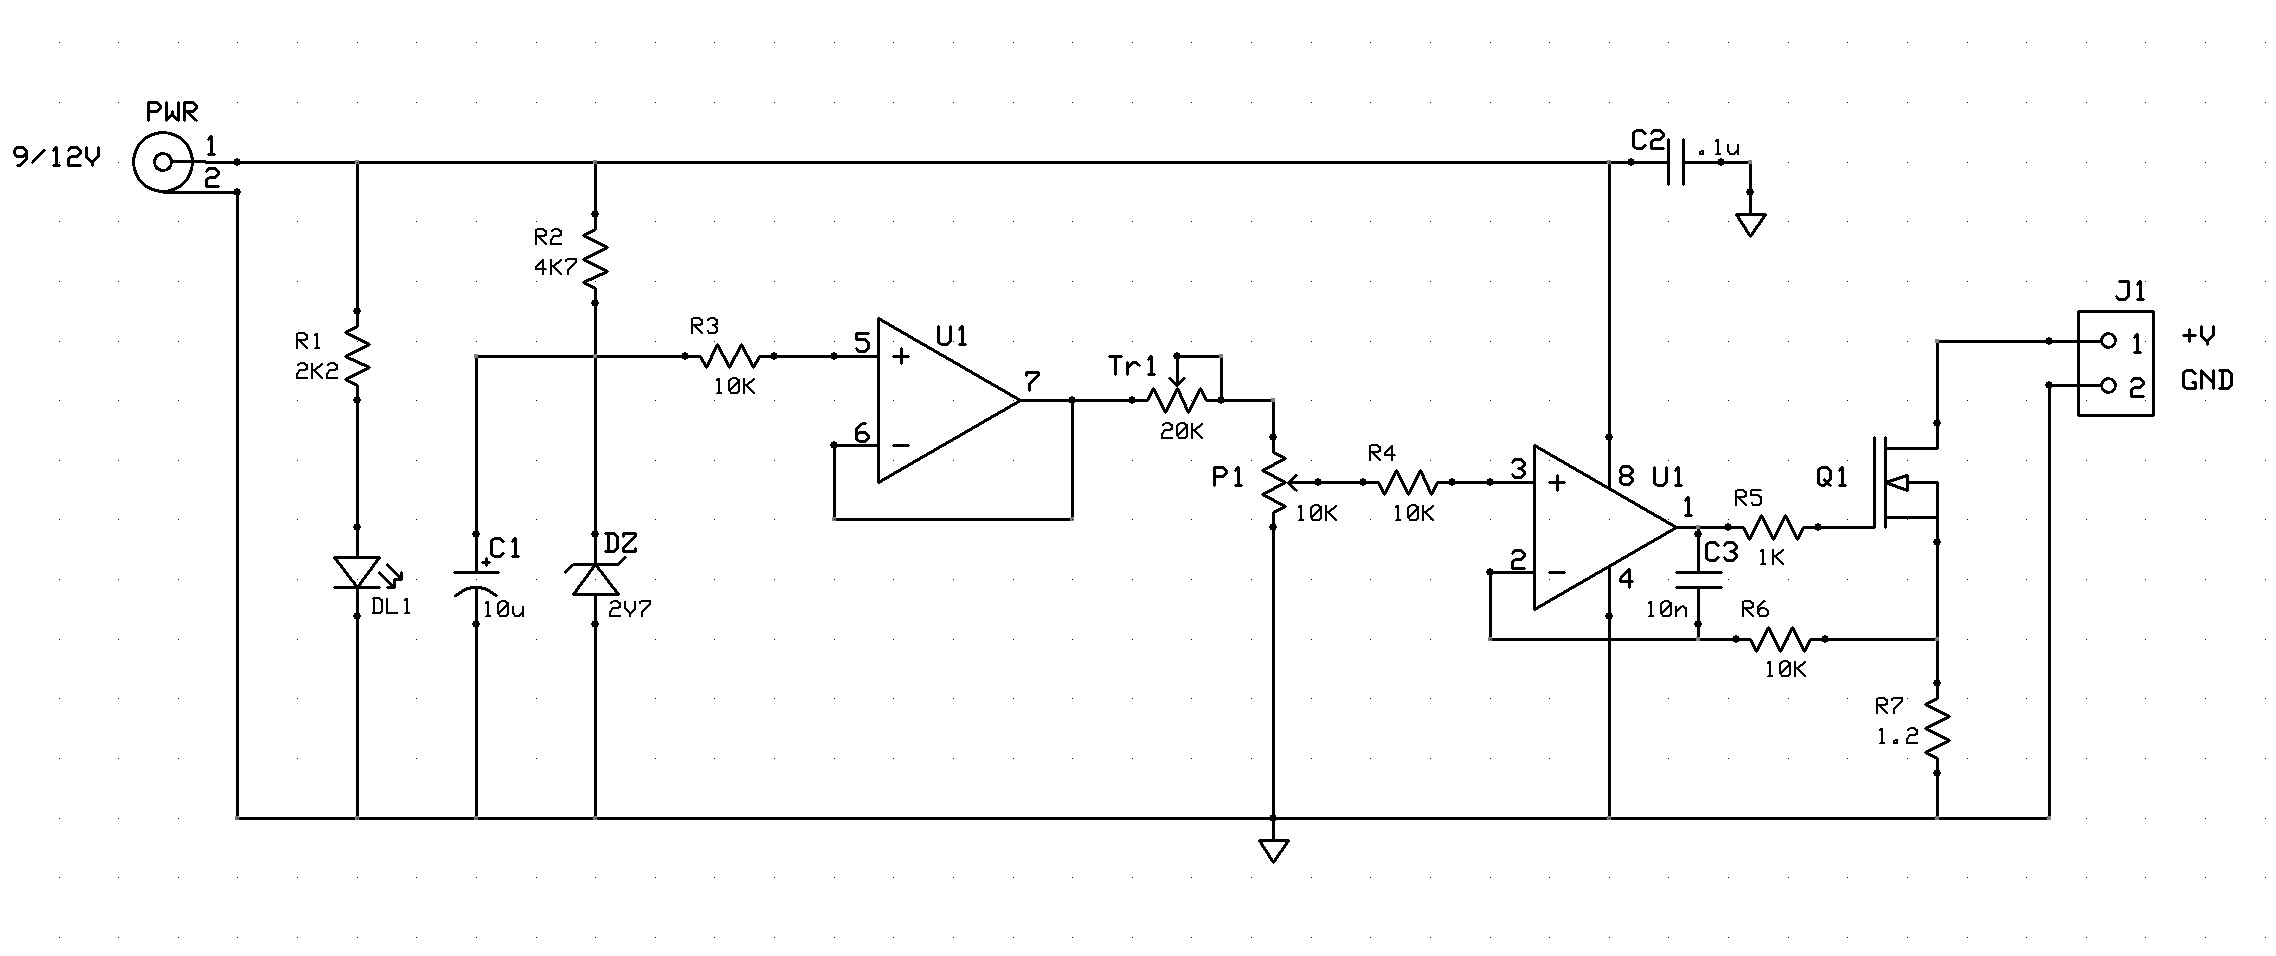 PWR
9/12V
1
2
C2
.1u
R2
4K7
J1
1
+V
2
GND
R1
2K2
R3
10K
5
+
U1
6
-
7
Tr1
20K
P1
10K
R4
10K
3
+
8
U1
2
-
4
1
R5
1K
Q1
C1
+
10u
DZ
2V7
DL1
C3
10n
R6
10K
R7
1.2